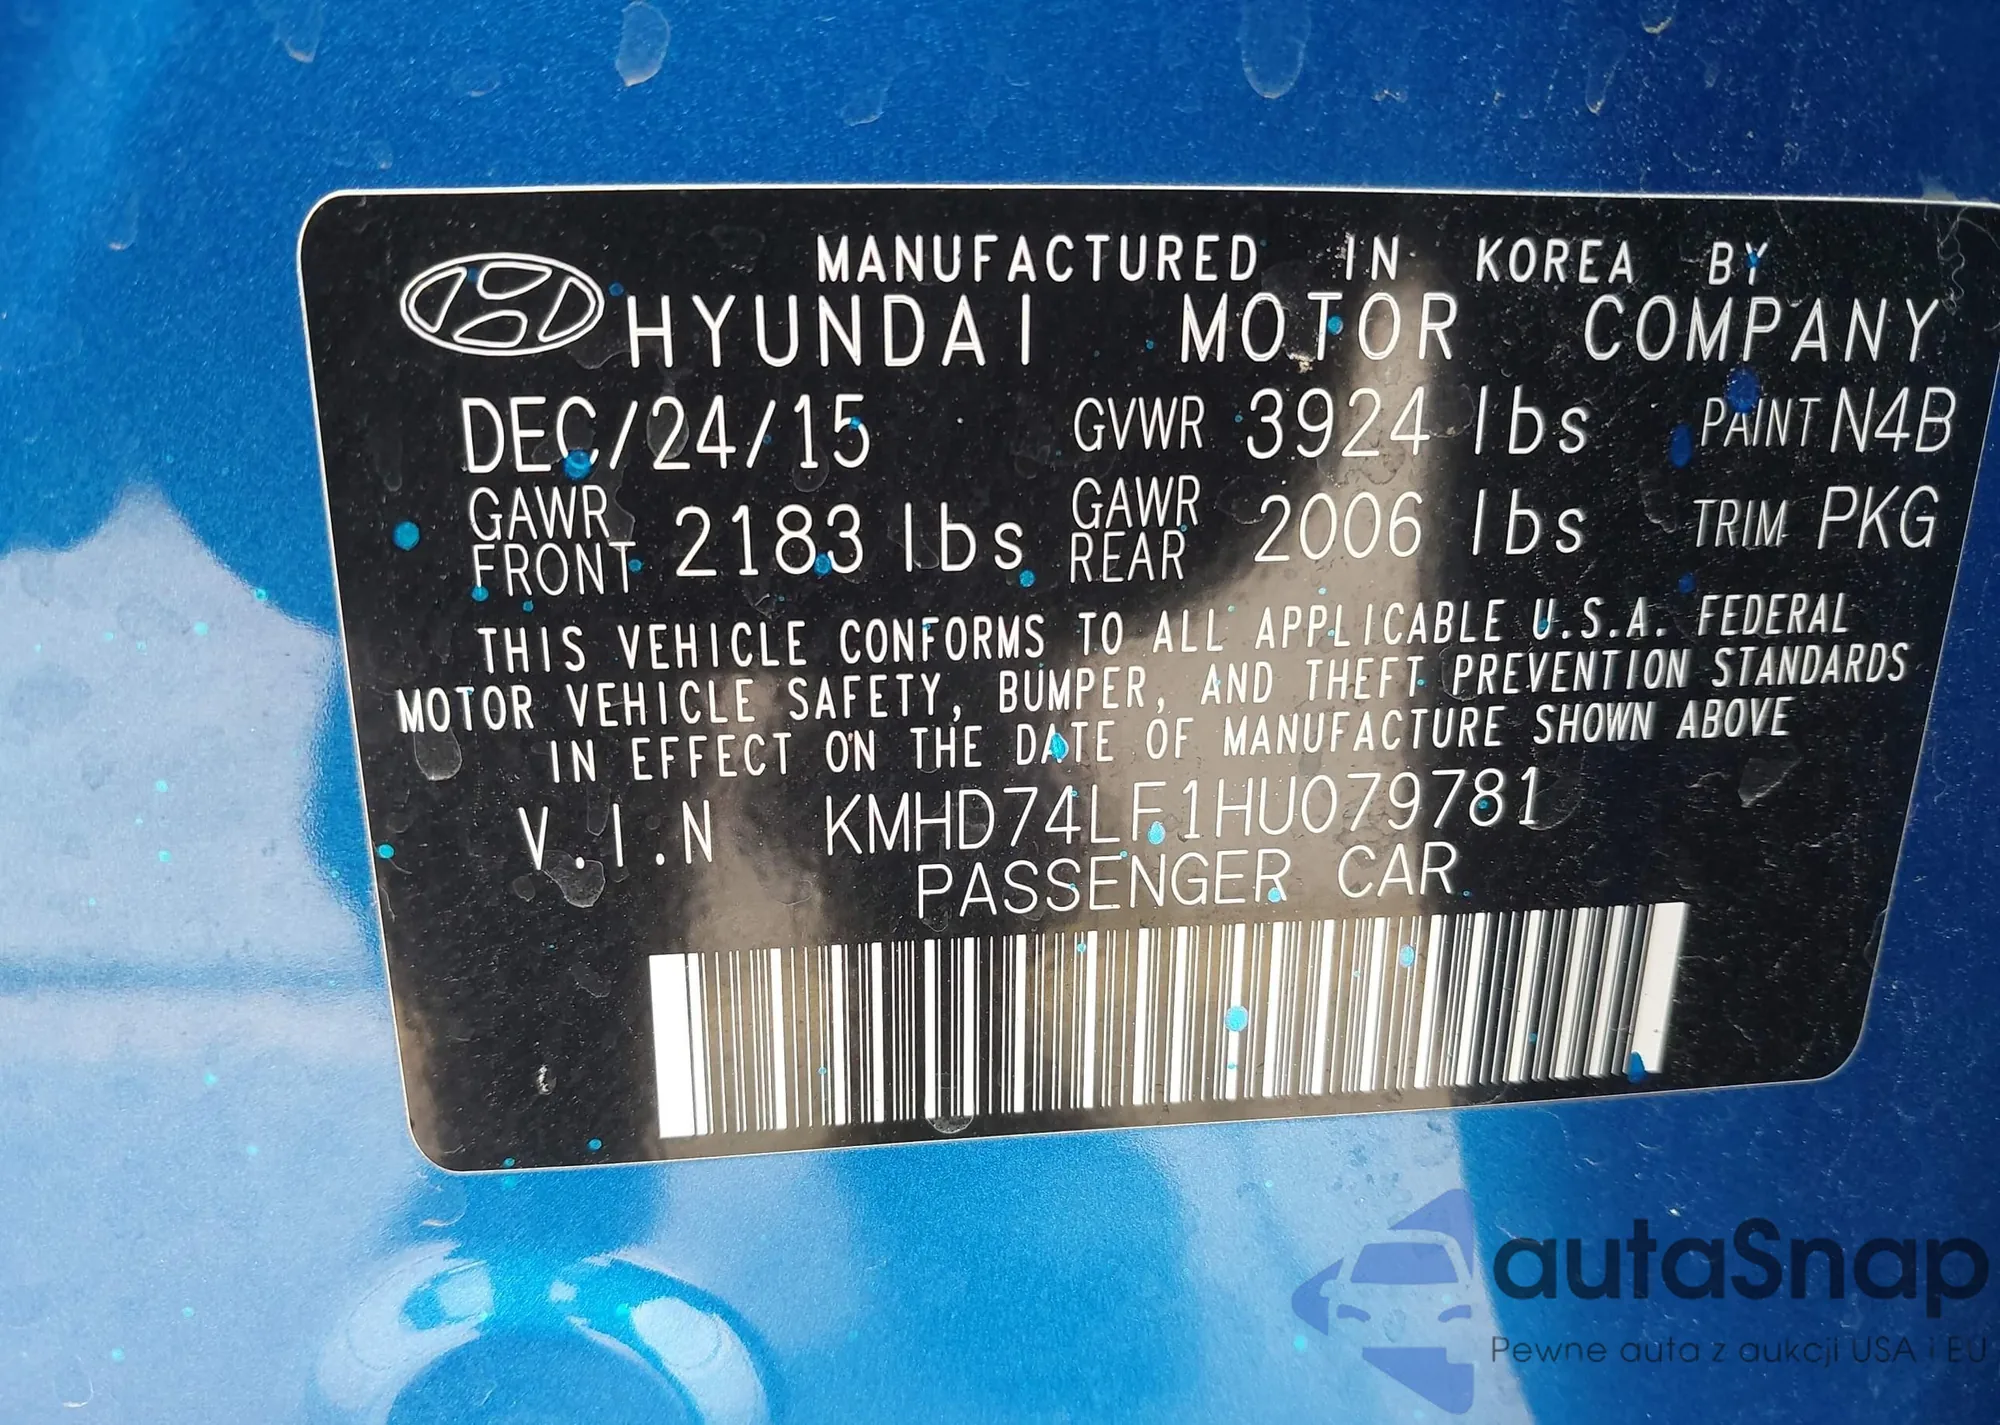 MANUFACTURED IN KOREA BY
HYUNDAI MOTOR COMPANY
DEC/24/15 GVWR 3924 lbs PAINT N4B
GAWR FRONT 2183 lbs GAWR REAR 2006 lbs TRIM PKG
THIS VEHICLE CONFORMS TO ALL APPLICABLE U.S.A. FEDERAL
MOTOR VEHICLE SAFETY, BUMPER, AND THEFT PREVENTION STANDARDS
IN EFFECT ON THE DATE OF MANUFACTURE SHOWN ABOVE
V.I.N KMHD74LF1HU079781
PASSENGER CAR
autaSnap
Pewne auta z aukcji USA i EU